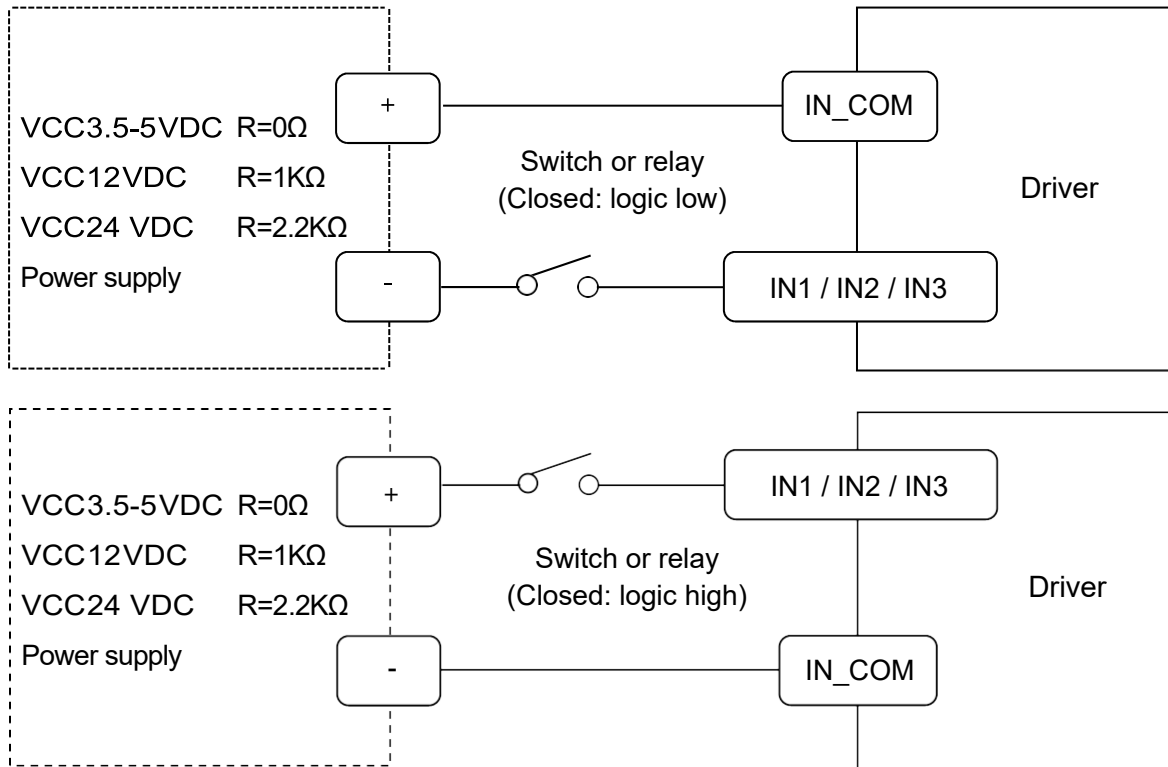 +
IN_COM
VCC3.5-5VDC R=0Ω
VCC12VDC R=1KΩ
VCC24 VDC R=2.2KΩ
Power supply
Switch or relay
(Closed: logic low)
Driver
-
IN1 / IN2 / IN3
+
IN1 / IN2 / IN3
VCC3.5-5VDC R=0Ω
VCC12VDC R=1KΩ
VCC24 VDC R=2.2KΩ
Power supply
Switch or relay
(Closed: logic high)
Driver
-
IN_COM